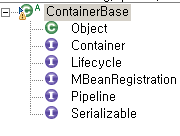 ContainerBase
Object
Container
Lifecycle
MBeanRegistration
Pipeline
Serializable